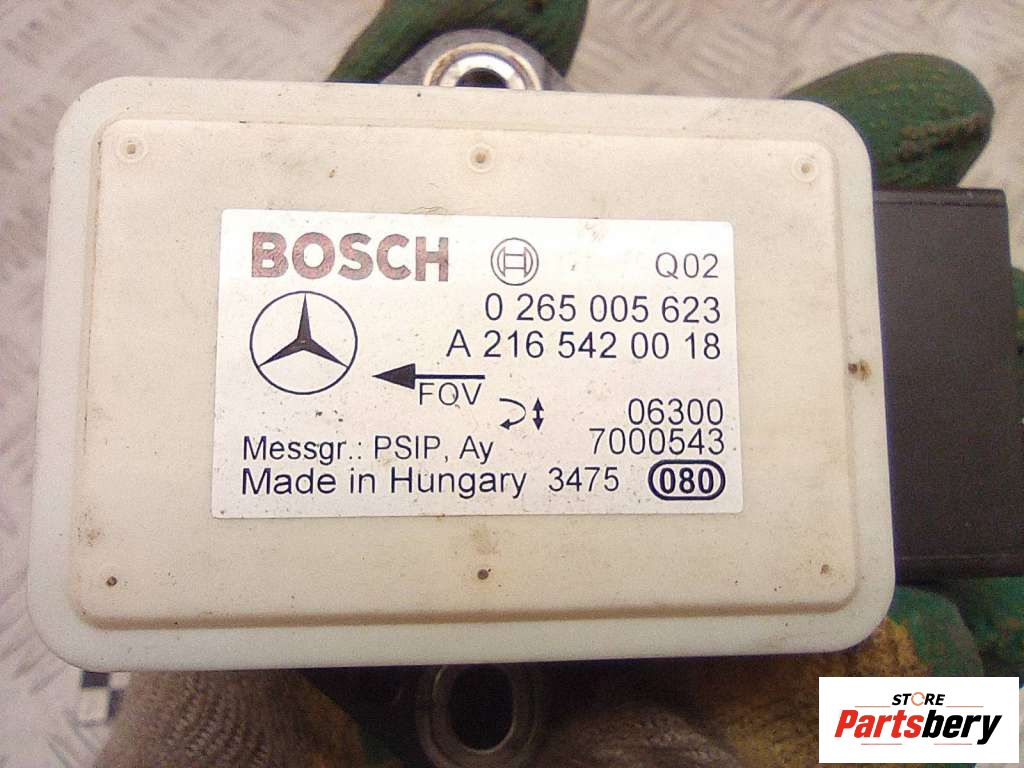 BOSCH Q02
0 265 005 623
A 216 542 00 18
FQV
06300
Messgr.: PSIP, Ay 7000543
Made in Hungary 3475 080
STORE
Partsbery